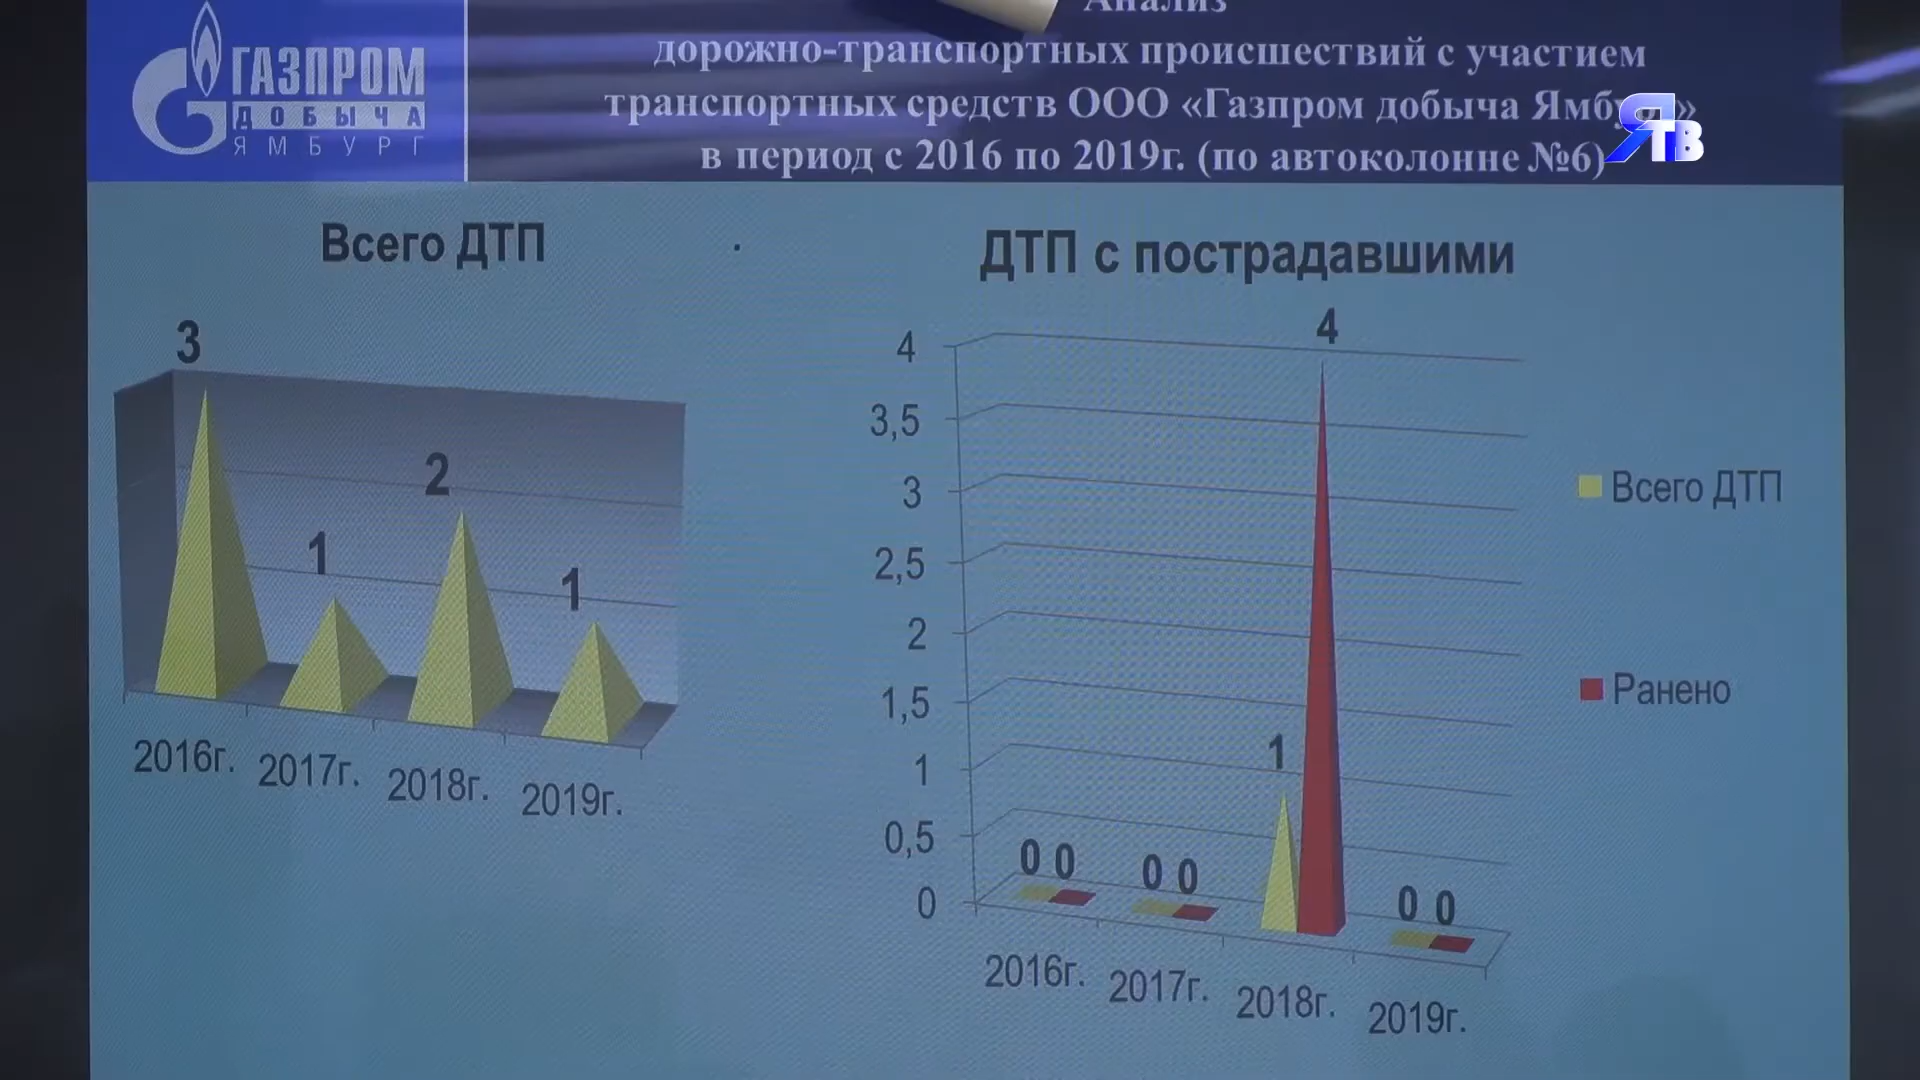 ГАЗПРОМ
ДОБЫЧА
ЯМБУРГ
Анализ
дорожно-транспортных происшествий с участием
транспортных средств ООО «Газпром добыча Ямбург»
в период с 2016 по 2019г. (по автоколонне №6)
ЯТВ
Всего ДТП
3
1
2
1
2016г. 2017г. 2018г. 2019г.
ДТП с пострадавшими
4
3,5
3
2,5
2
1,5
1
0,5
0
0 0
0 0
1
4
0 0
2016г. 2017г. 2018г. 2019г.
Всего ДТП
Ранено